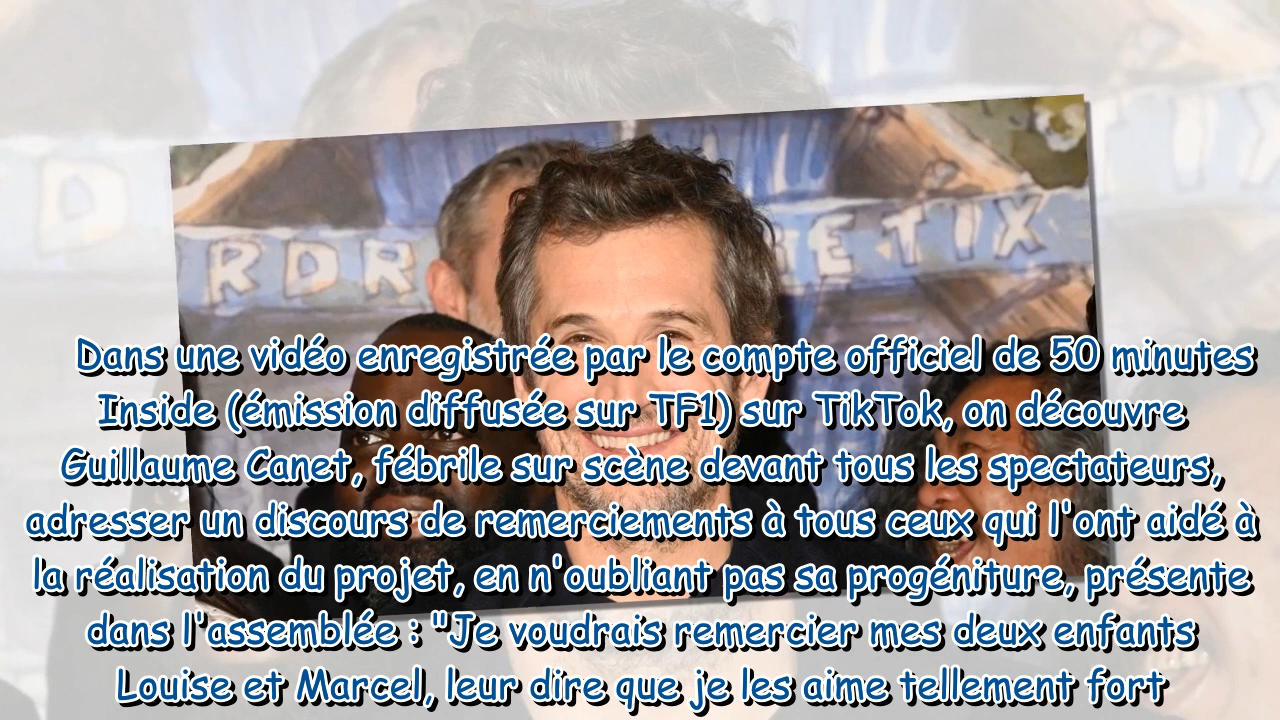 RDR
HE TIX
Dans une vidéo enregistrée par le compte officiel de 50 minutes
Inside (émission diffusée sur TF1) sur TikTok, on découvre
Guillaume Canet, fébrile sur scène devant tous les spectateurs,
adresser un discours de remerciements à tous ceux qui l'ont aidé à
la réalisation du projet, en n'oubliant pas sa progéniture, présente
dans l'assemblée : "Je voudrais remercier mes deux enfants
Louise et Marcel, leur dire que je les aime tellement fort